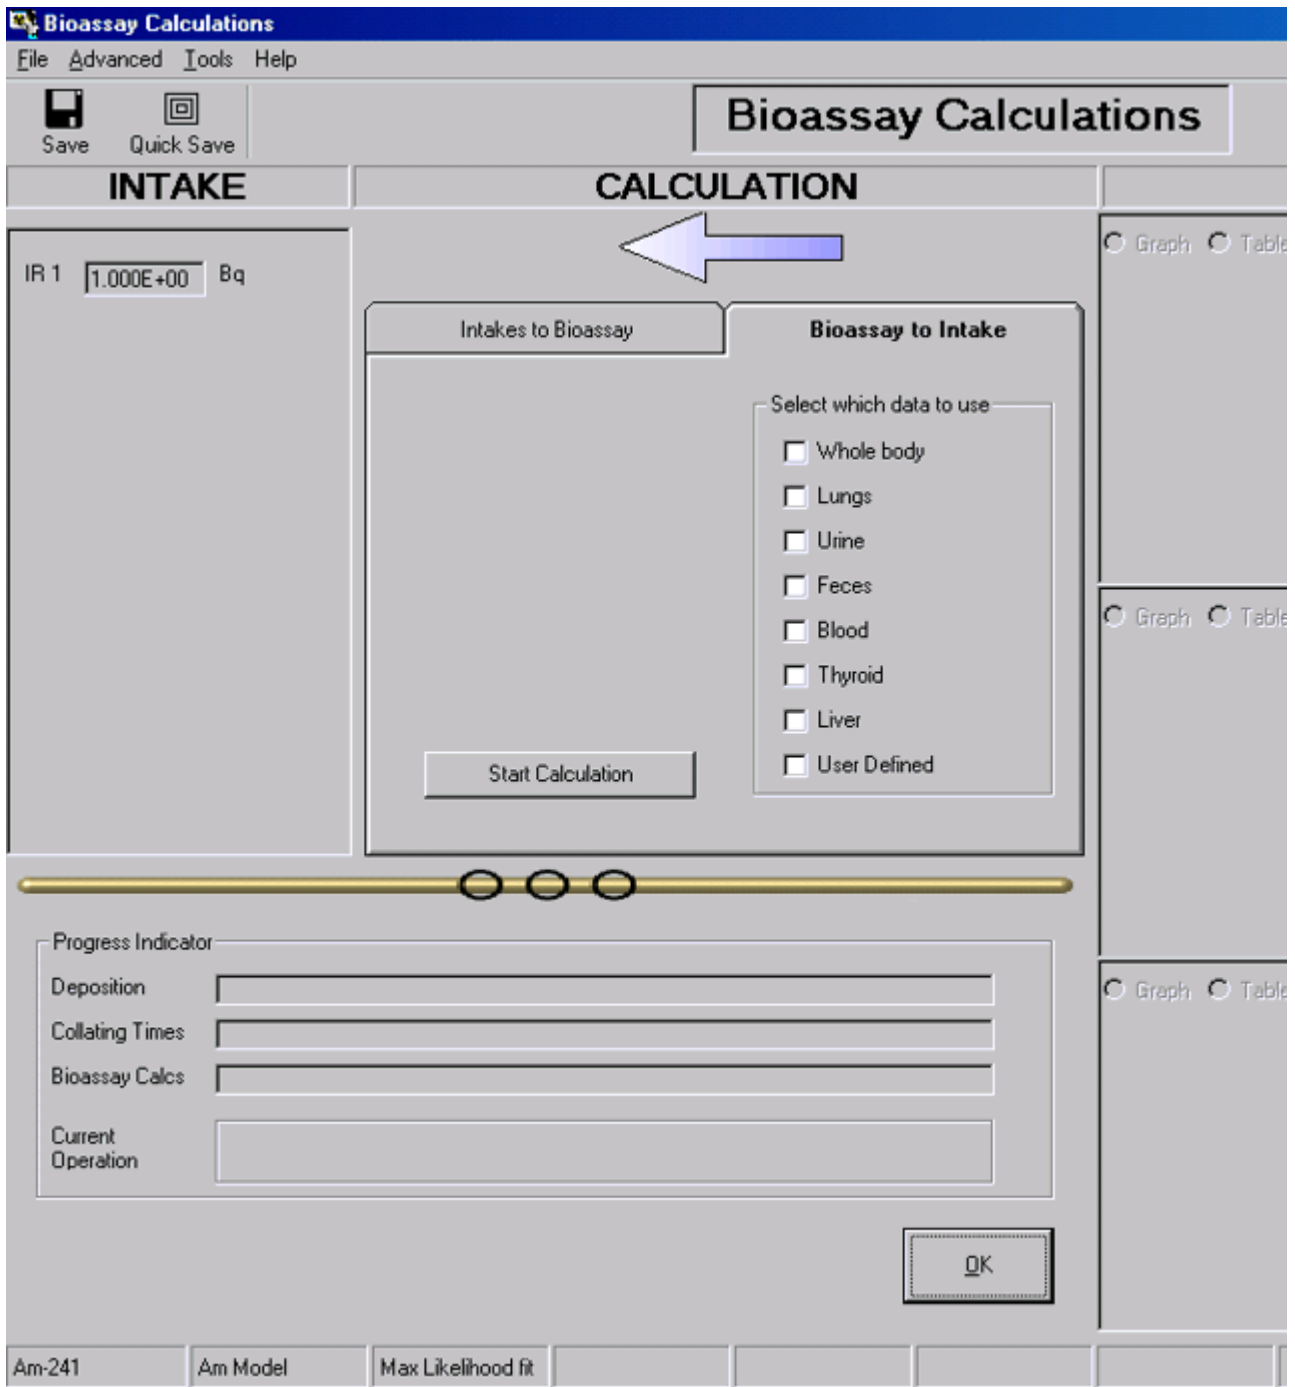 Bioassay Calculations
File Advanced Tools Help
Save Quick Save
Bioassay Calculations
INTAKE CALCULATION
IR 1 1.000E+00 Bq
Intakes to Bioassay Bioassay to Intake
Select which data to use
Whole body
Lungs
Urine
Feces
Blood
Thyroid
Liver
User Defined
Start Calculation
Graph Table
Graph Table
Graph Table
Progress Indicator
Deposition
Collating Times
Bioassay Calcs
Current
Operation
OK
Am-241 Am Model Max Likelihood fit